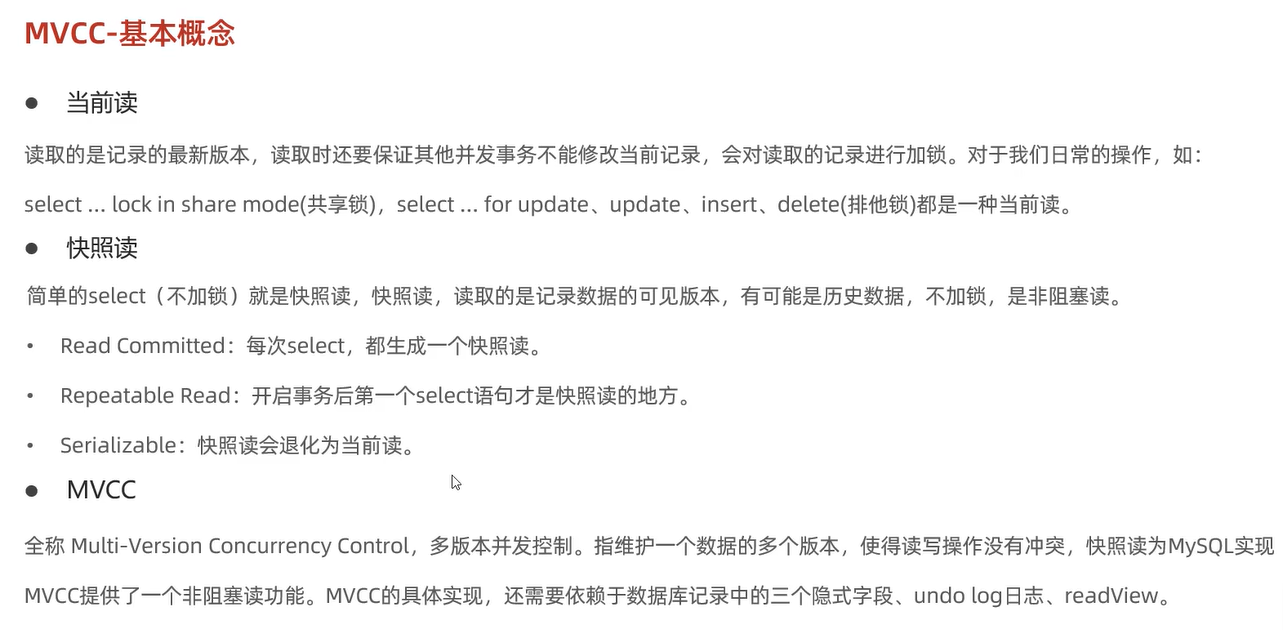 MVCC-基本概念
● 当前读
读取的是记录的最新版本，读取时还要保证其他并发事务不能修改当前记录，会对读取的记录进行加锁。对于我们日常的操作，如：
select ... lock in share mode(共享锁)，select ... for update、update、insert、delete(排他锁)都是一种当前读。
● 快照读
简单的select（不加锁）就是快照读，快照读，读取的是记录数据的可见版本，有可能是历史数据，不加锁，是非阻塞读。
• Read Committed：每次select，都生成一个快照读。
• Repeatable Read：开启事务后第一个select语句才是快照读的地方。
• Serializable：快照读会退化为当前读。
● MVCC
全称 Multi-Version Concurrency Control，多版本并发控制。指维护一个数据的多个版本，使得读写操作没有冲突，快照读为MySQL实现
MVCC提供了一个非阻塞读功能。MVCC的具体实现，还需要依赖于数据库记录中的三个隐式字段、undo log日志、readView。